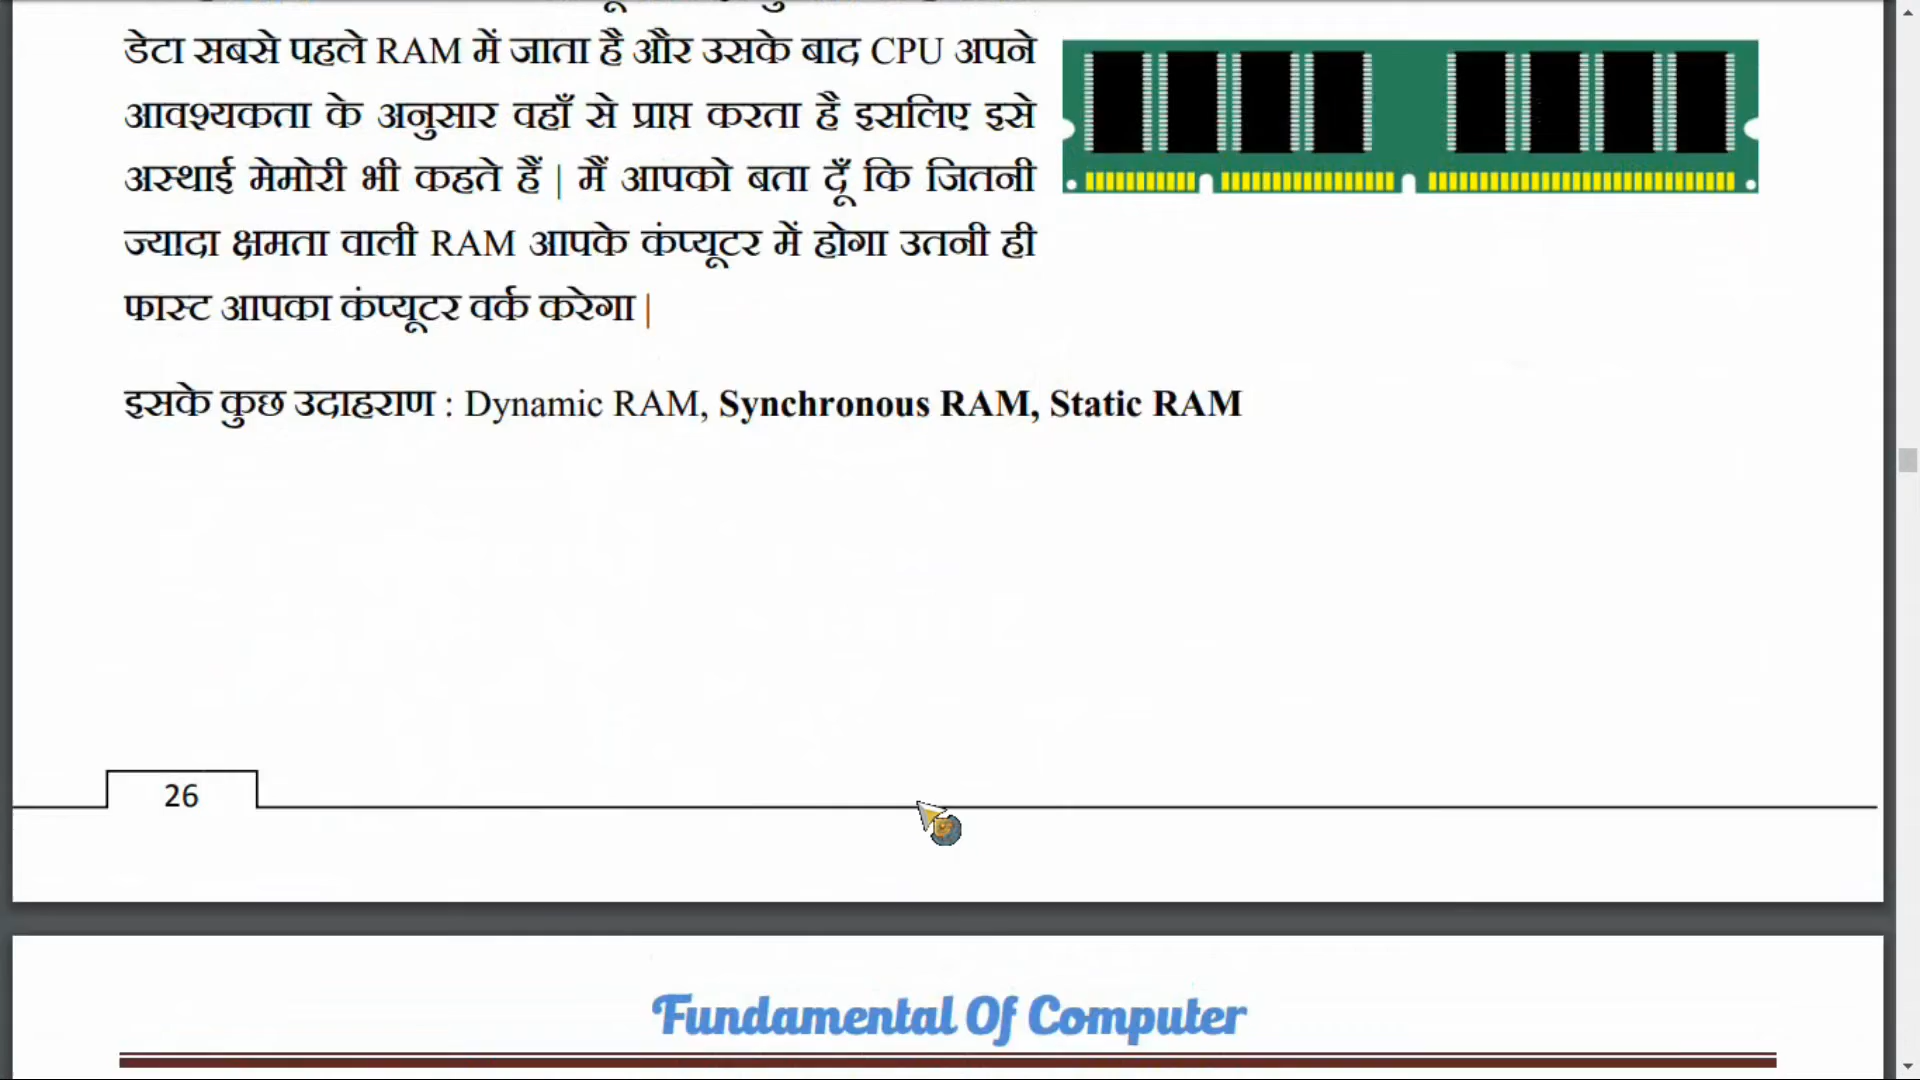 डेटा सबसे पहले RAM में जाता है और उसके बाद CPU अपने
आवश्यकता के अनुसार वहाँ से प्राप्त करता है इसलिए इसे
अस्थाई मेमोरी भी कहते हैं | मैं आपको बता दूँ कि जितनी
ज्यादा क्षमता वाली RAM आपके कंप्यूटर में होगा उतनी ही
फास्ट आपका कंप्यूटर वर्क करेगा |
इसके कुछ उदाहराण : Dynamic RAM, Synchronous RAM, Static RAM
26
Fundamental Of Computer